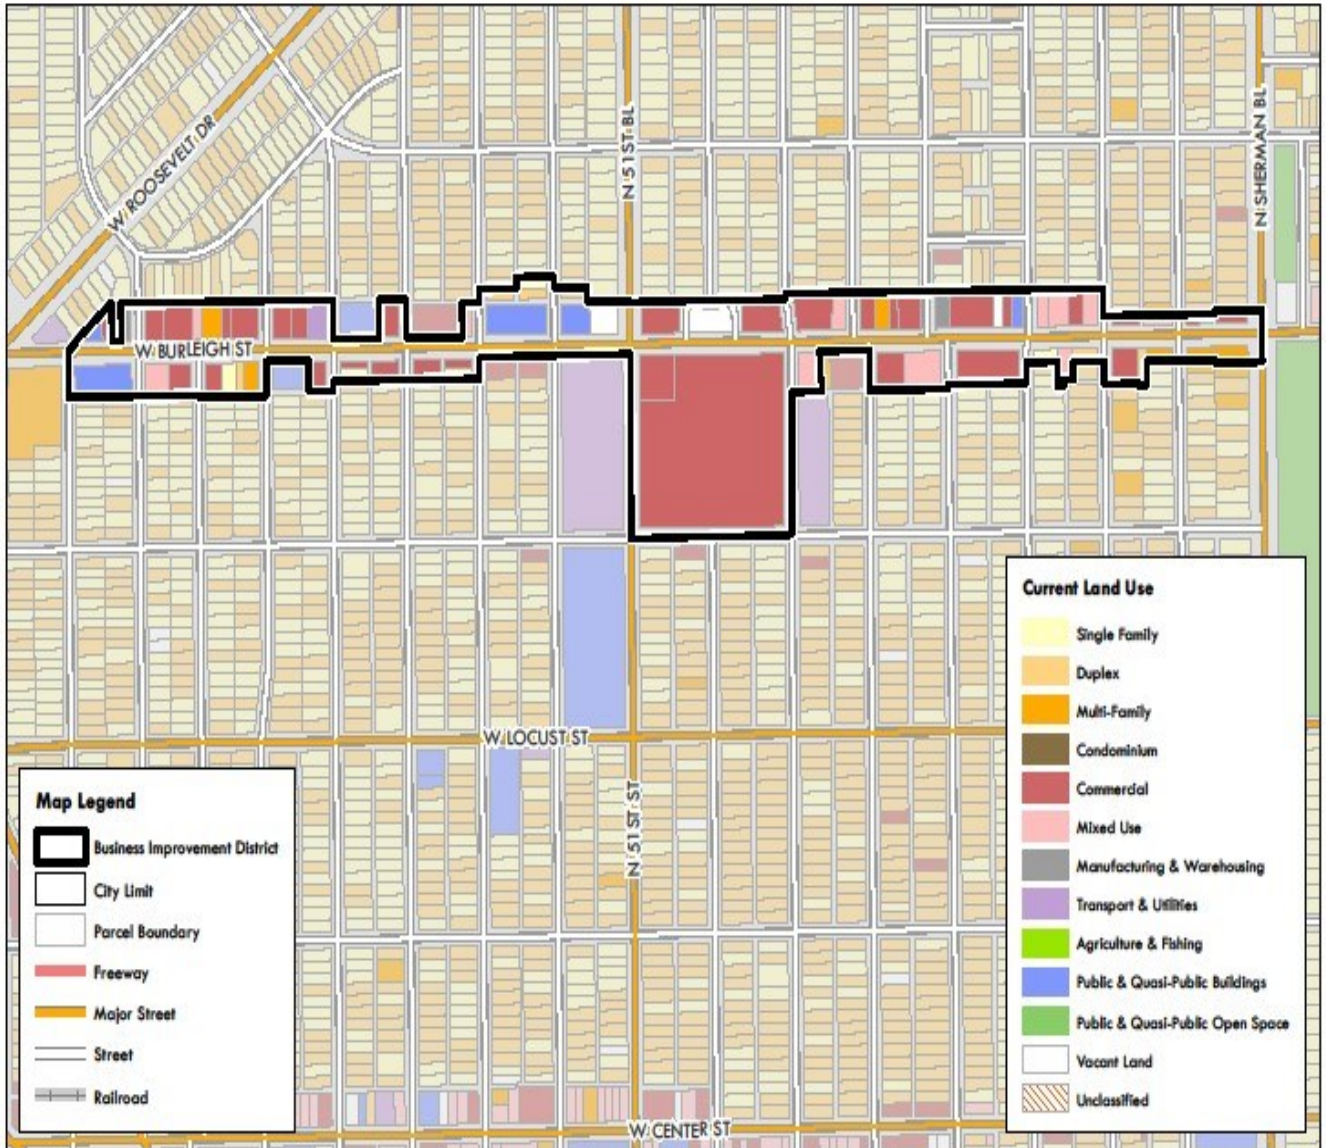 W ROOSEVELT DR
N 51ST BL
N SHERMAN BL
W BURLEIGH ST
W LOCUST ST
N 51 ST ST
W CENTER ST
Map Legend
Business Improvement District
City Limit
Parcel Boundary
Freeway
Major Street
Street
Railroad
Current Land Use
Single Family
Duplex
Multi-Family
Condominium
Commercial
Mixed Use
Manufacturing & Warehousing
Transport & Utilities
Agriculture & Fishing
Public & Quasi-Public Buildings
Public & Quasi-Public Open Space
Vacant Land
Unclassified